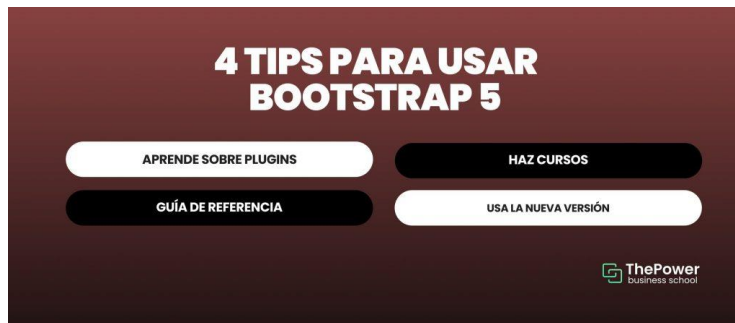 4 TIPS PARA USAR
BOOTSTRAP 5
APRENDE SOBRE PLUGINS
HAZ CURSOS
GUÍA DE REFERENCIA
USA LA NUEVA VERSIÓN
ThePower
business school